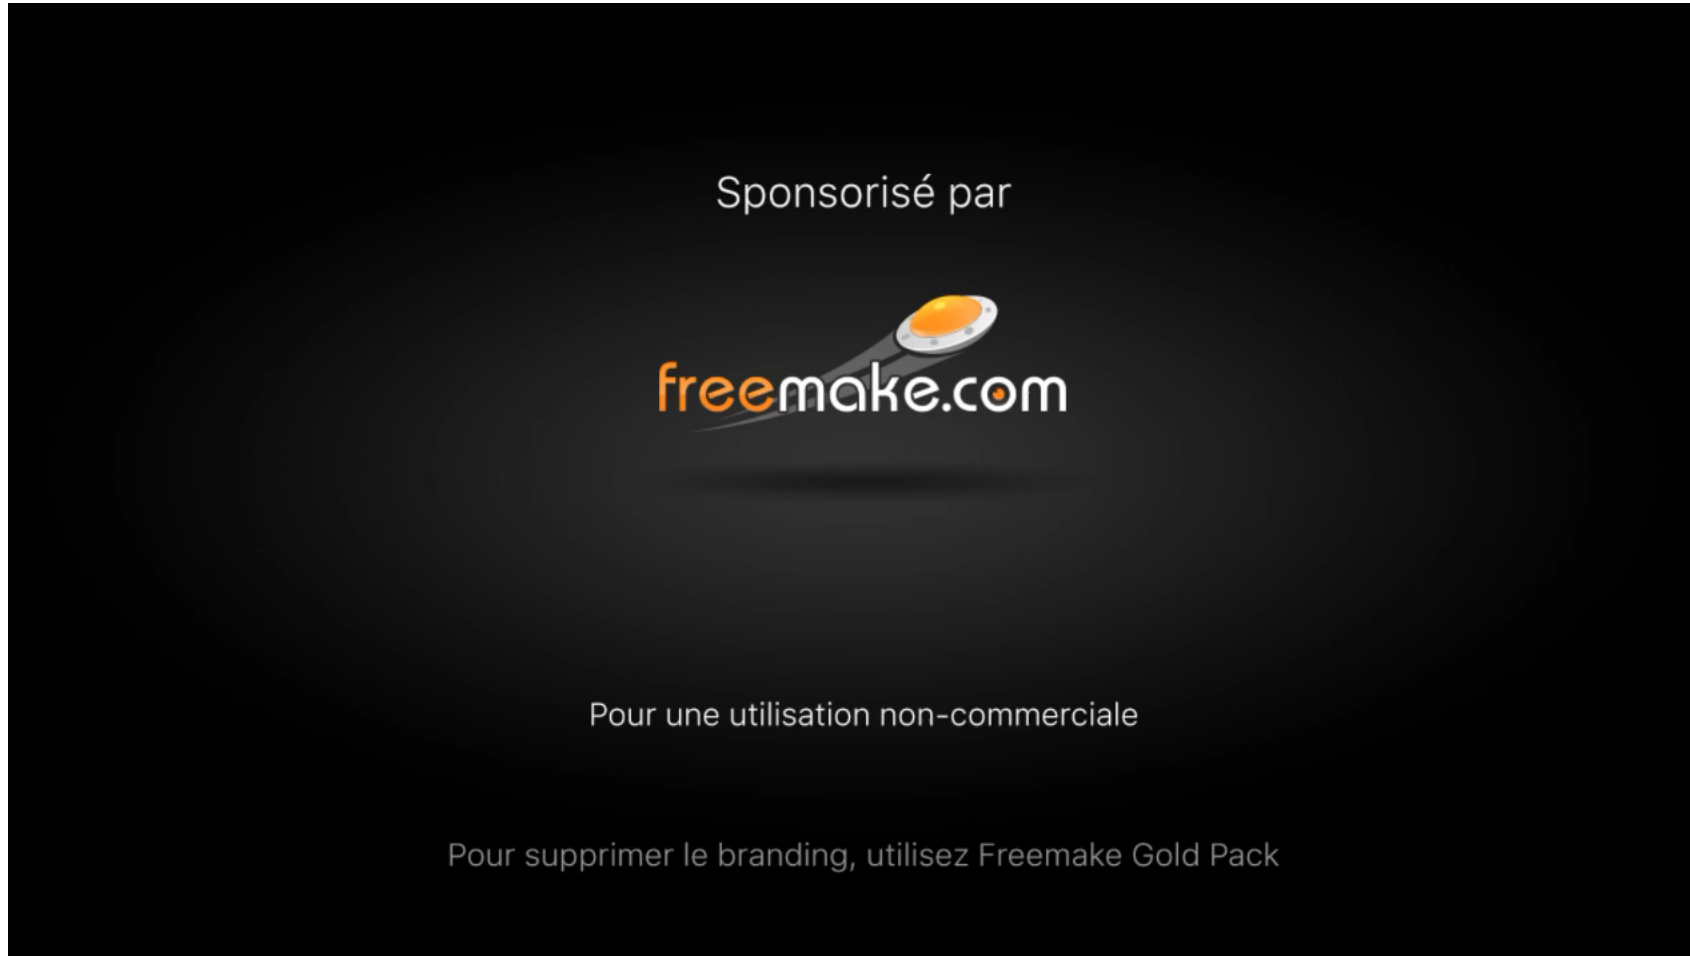 Sponsorisé par
freemake.com
Pour une utilisation non-commerciale
Pour supprimer le branding, utilisez Freemake Gold Pack